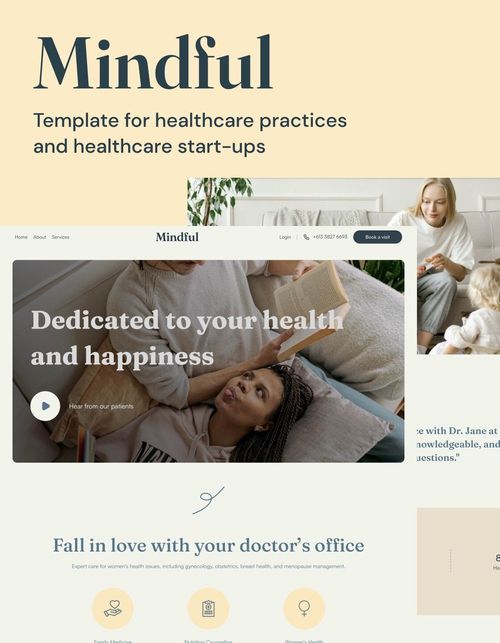 Mindful
Template for healthcare practices
and healthcare start-ups
Home About Services
Mindful
Login
+613 3827 6693
Book a visit
Dedicated to your health
and happiness
Hear from our patients
ce with Dr. Jane at
nowledgeable, and
uestions."
Fall in love with your doctor's office
Expert care for women's health issues, including gynecology, obstetrics, breast health, and menopause management.
Family Medicine
Nutrition Counseling
Women's Health